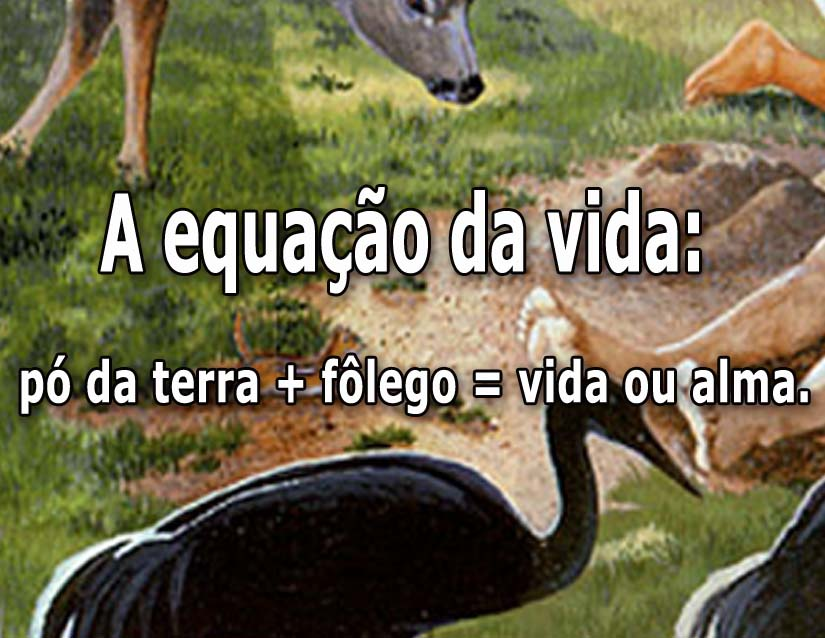 A equação da vida:
pó da terra + fôlego = vida ou alma.